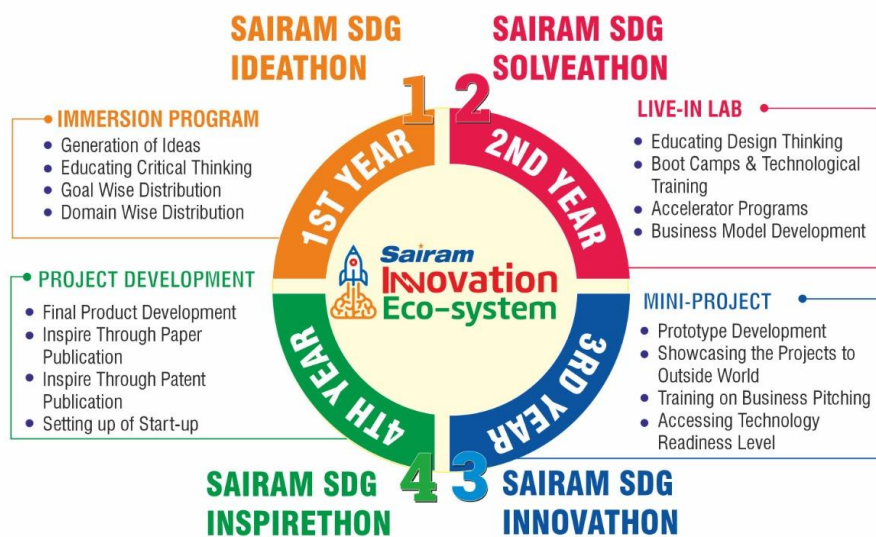 SAIRAM SDG
IDEATHON
1
1ST YEAR
IMMERSION PROGRAM
Generation of Ideas
Educating Critical Thinking
Goal Wise Distribution
Domain Wise Distribution
SAIRAM SDG
SOLVEATHON
2
2ND YEAR
LIVE-IN LAB
Educating Design Thinking
Boot Camps & Technological
Training
Accelerator Programs
Business Model Development
Sairam
Innovation
Eco-system
MINI-PROJECT
Prototype Development
Showcasing the Projects to
Outside World
Training on Business Pitching
Accessing Technology
Readiness Level
3RD YEAR
3
SAIRAM SDG
INNOVATHON
PROJECT DEVELOPMENT
Final Product Development
Inspire Through Paper
Publication
Inspire Through Patent
Publication
Setting up of Start-up
4TH YEAR
4
SAIRAM SDG
INSPIRETHON